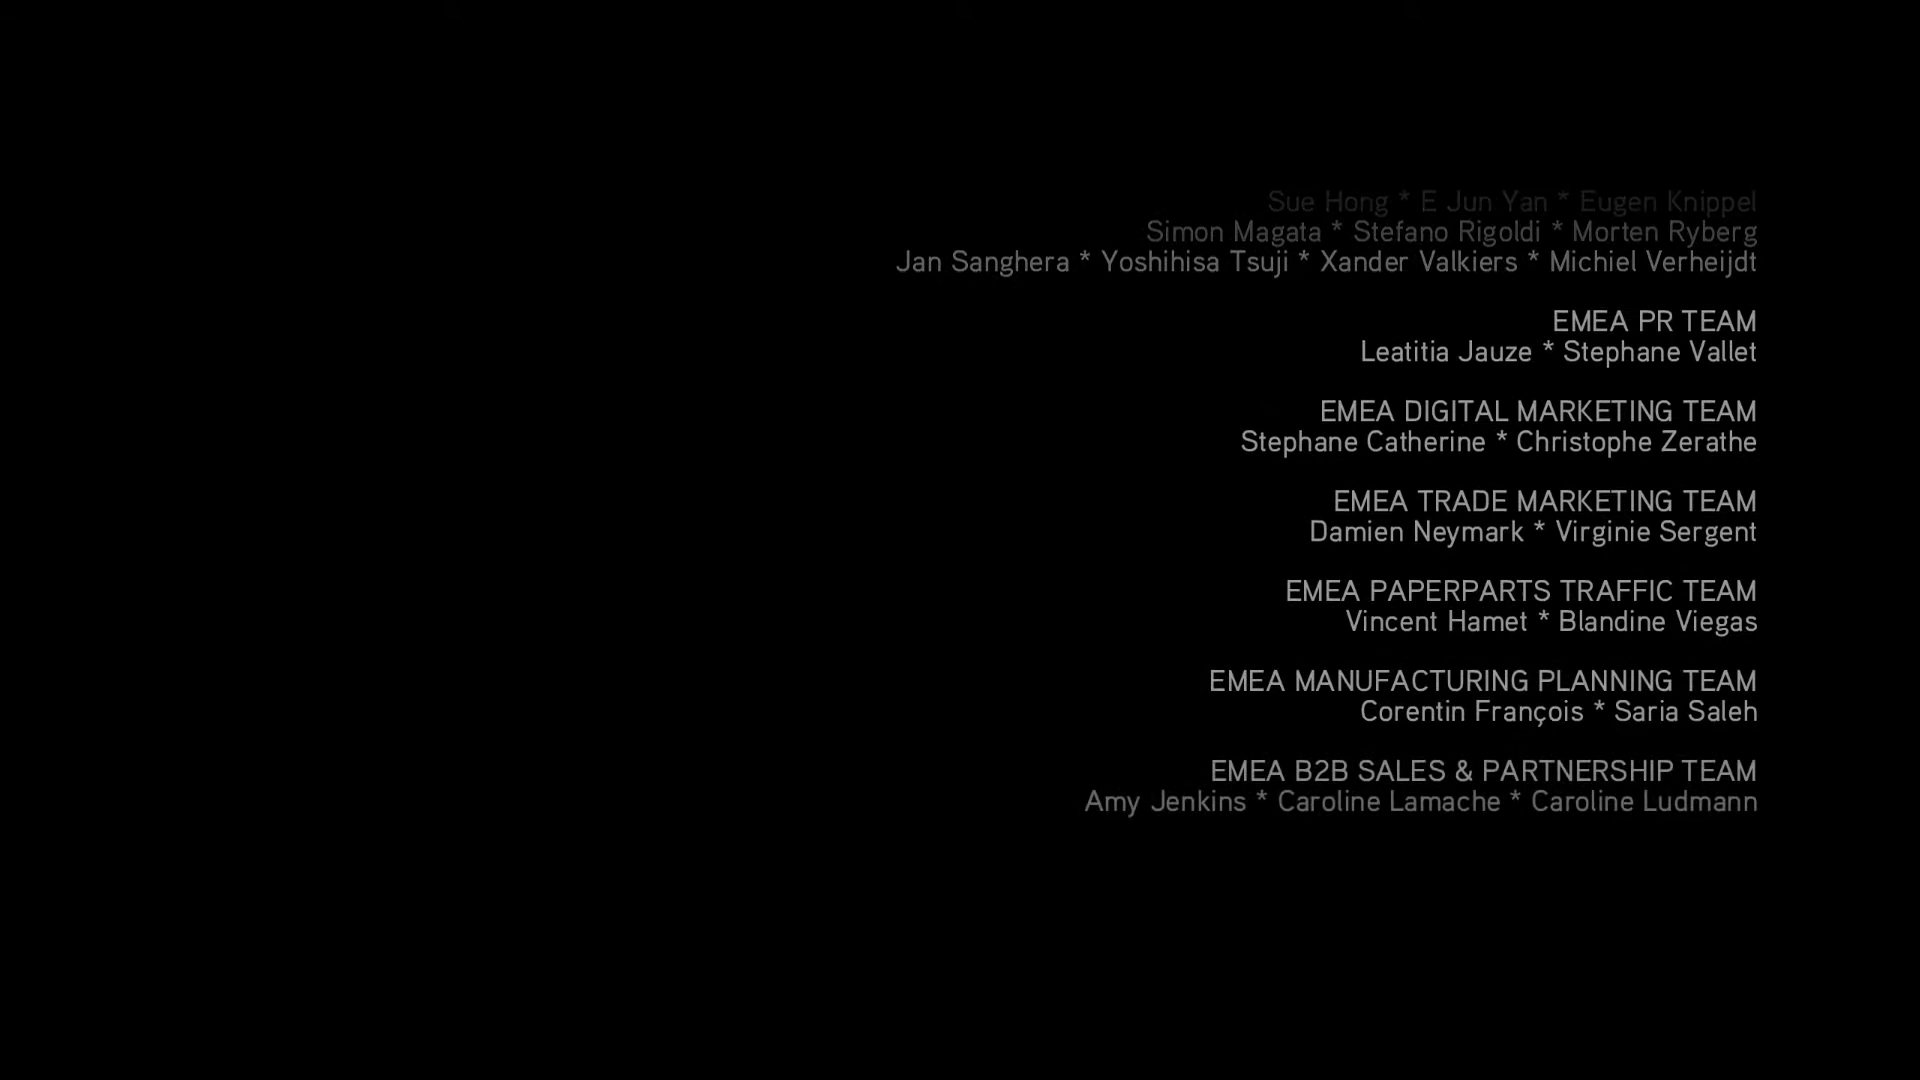 Sue Hong * E Jun Yan * Eugen Knippel
Simon Magata * Stefano Rigoldi * Morten Ryberg
Jan Sanghera * Yoshihisa Tsuji * Xander Valkiers * Michiel Verheijdt
EMEA PR TEAM
Leatitia Jauze * Stephane Vallet
EMEA DIGITAL MARKETING TEAM
Stephane Catherine * Christophe Zerathe
EMEA TRADE MARKETING TEAM
Damien Neymark * Virginie Sergent
EMEA PAPERPARTS TRAFFIC TEAM
Vincent Hamet * Blandine Viegas
EMEA MANUFACTURING PLANNING TEAM
Corentin François * Saria Saleh
EMEA B2B SALES & PARTNERSHIP TEAM
Amy Jenkins * Caroline Lamache * Caroline Ludmann